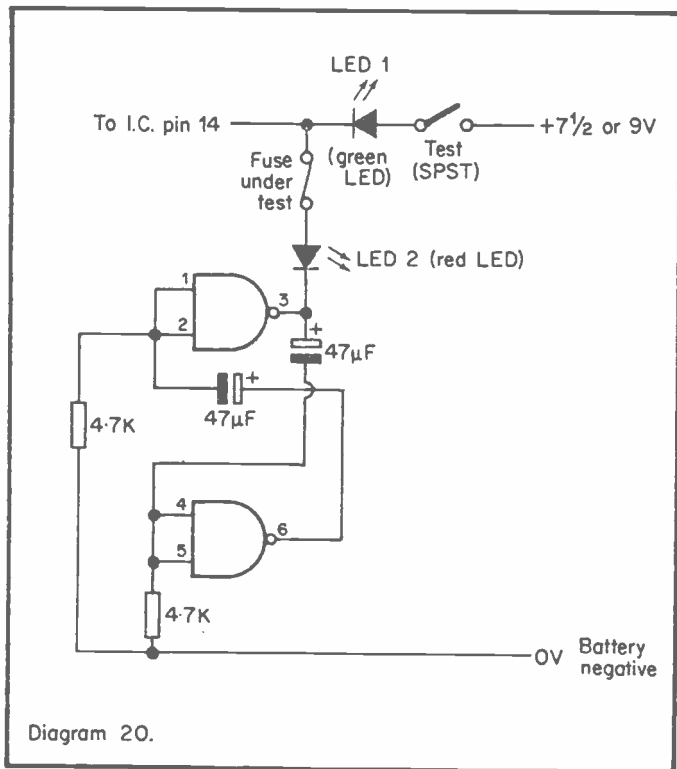 LED 1
To I.C. pin 14
+7½ or 9V
Fuse
under
test
(green
LED)
Test
(SPST)
LED 2 (red LED)
1
2
3
+
47µF
+
47µF
4.7K
4
5
6
4.7K
0V
Battery
negative
Diagram 20.